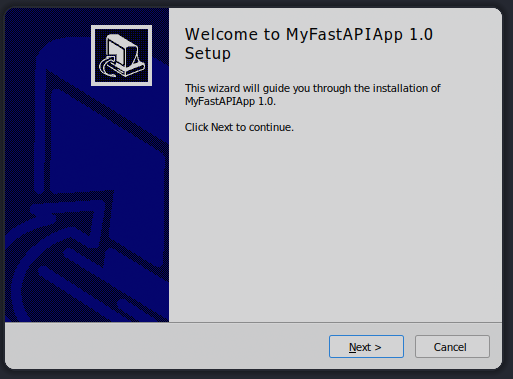 Welcome to MyFastAPIApp 1.0
Setup
This wizard will guide you through the installation of
MyFastAPIApp 1.0.
Click Next to continue.
Next >
Cancel